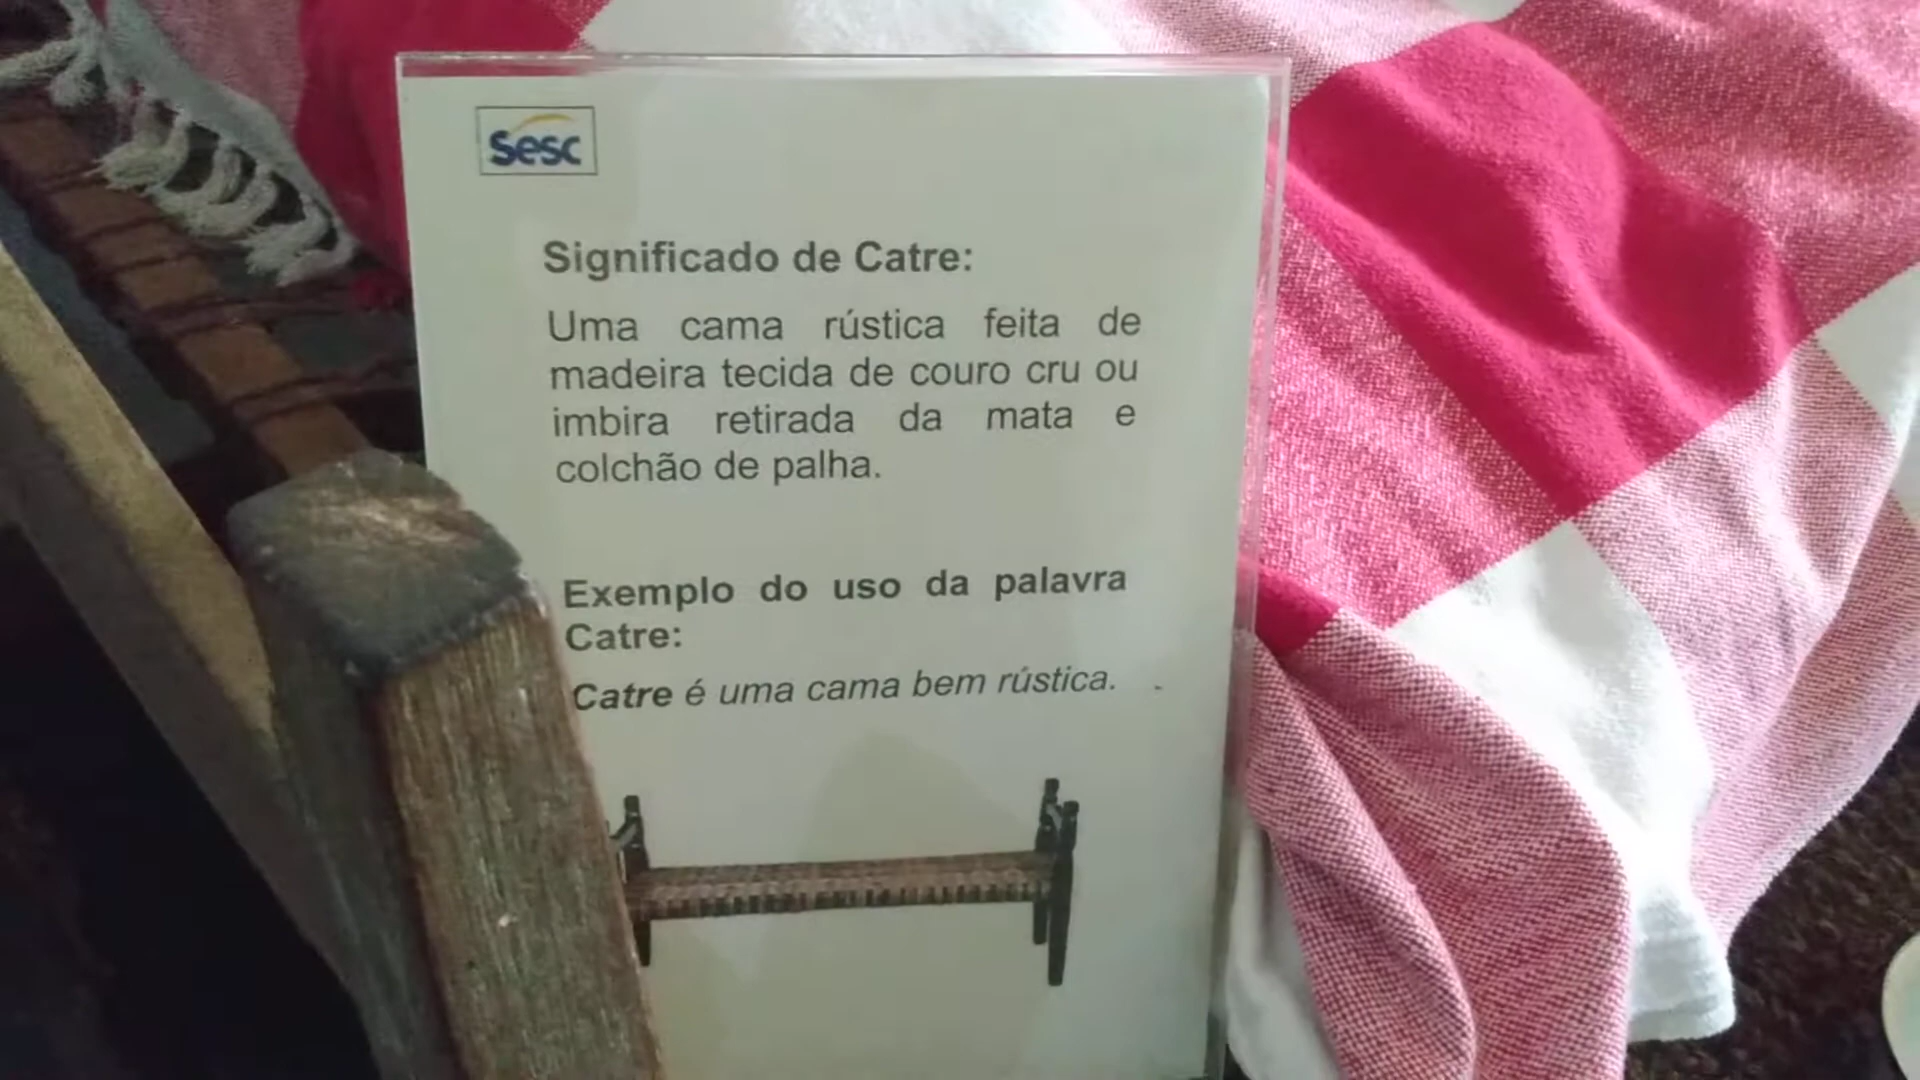 Sesc
Significado de Catre:
Uma cama rústica feita de
madeira tecida de couro cru ou
imbira retirada da mata e
colchão de palha.
Exemplo do uso da palavra
Catre:
Catre é uma cama bem rústica.